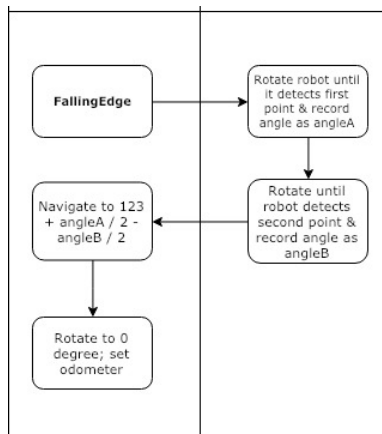 FallingEdge
Rotate robot until
it detects first
point & record
angle as angleA
Rotate until
robot detects
second point &
record angle as
angleB
Navigate to 123
+ angleA / 2 -
angleB / 2
Rotate to 0
degree; set
odometer